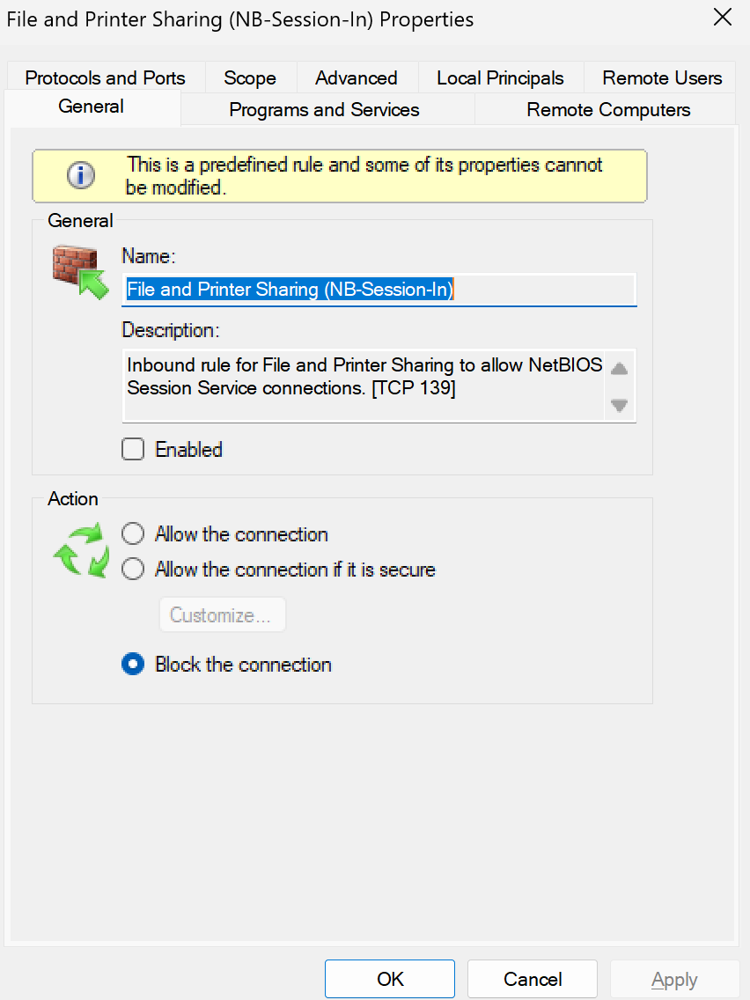 File and Printer Sharing (NB-Session-In) Properties
Protocols and Ports
Scope
Advanced
Local Principals
Remote Users
General
Programs and Services
Remote Computers
This is a predefined rule and some of its properties cannot
be modified.
General
Name:
File and Printer Sharing (NB-Session-In)
Description:
Inbound rule for File and Printer Sharing to allow NetBIOS
Session Service connections. [TCP 139]
Enabled
Action
Allow the connection
Allow the connection if it is secure
Customize...
Block the connection
OK
Cancel
Apply